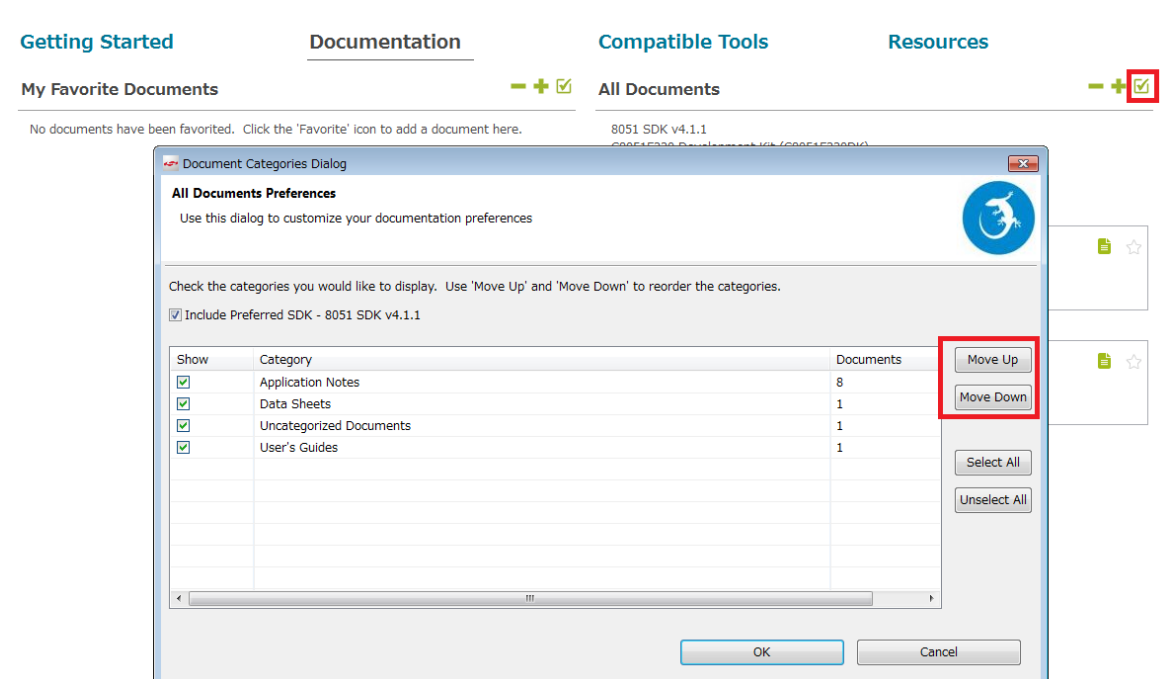 Getting Started Documentation Compatible Tools Resources
My Favorite Documents All Documents
No documents have been favorited. Click the 'Favorite' icon to add a document here. 8051 SDK v4.1.1
Document Categories Dialog
All Documents Preferences
Use this dialog to customize your documentation preferences
Check the categories you would like to display. Use 'Move Up' and 'Move Down' to reorder the categories.
Include Preferred SDK - 8051 SDK v4.1.1
Show Category Documents
Application Notes 8
Data Sheets 1
Uncategorized Documents 1
User's Guides 1
Move Up
Move Down
Select All
Unselect All
OK Cancel